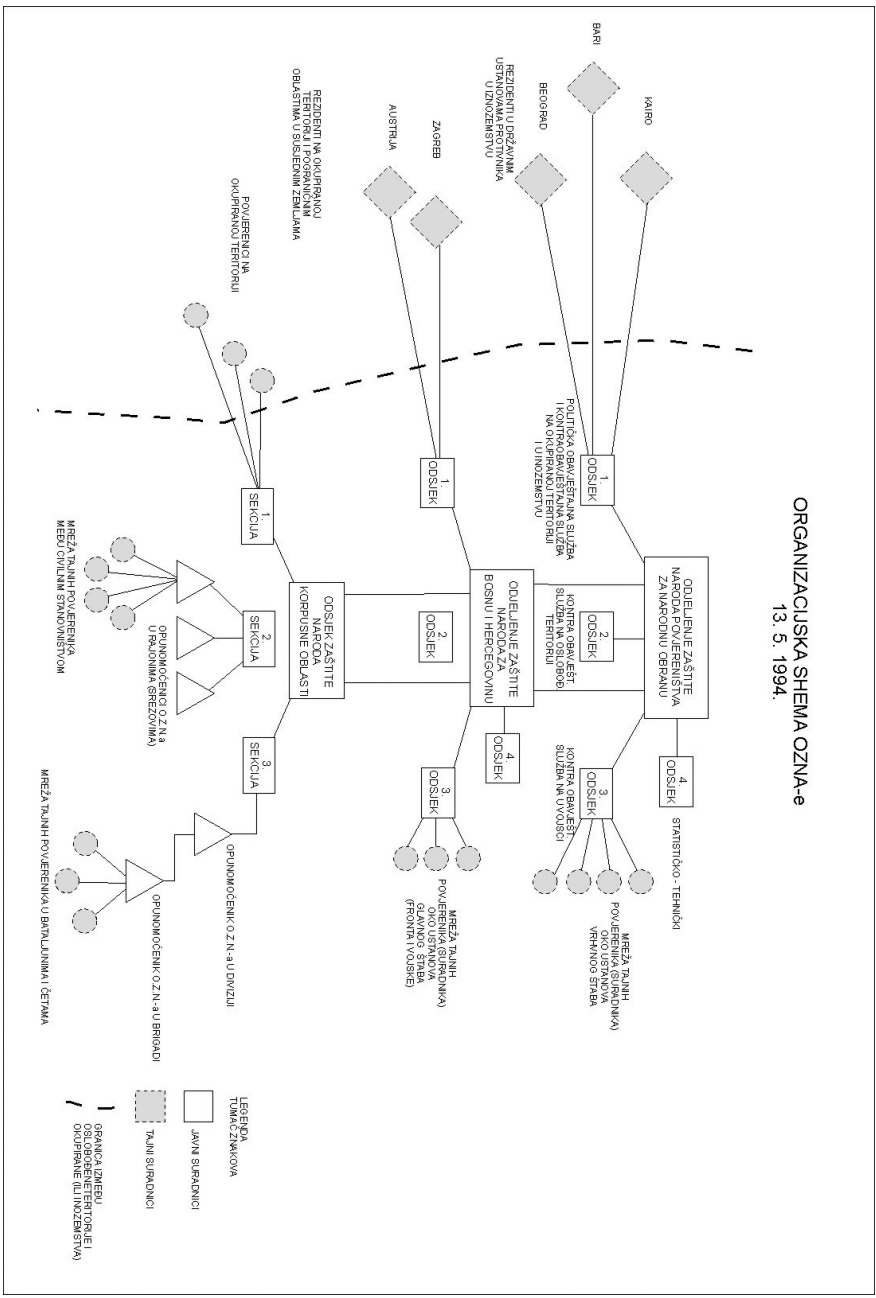 ORGANIZACIJSKA SHEMA OZNA-e
13. 5. 1994.
KAIRO
BARI
BEOGRAD
REZIDENTI U DRŽAVNIM
USTANOVAMA PROTIVNIKA
U IZNOZEMSTVU
1.
ODSJEK
POLITIČKA OBAVJEŠTAJNA SLUŽBA
I KONTRAOBAVJEŠTAJNA SLUŽBA
NA OKUPIRANOJ TERITORIJI
I U INOZEMSTVU
ODJELJENJE ZAŠTITE
NARODA POVJERENIŠTVA
ZA NARODNU OBRANU
2.
ODSJEK
KONTRA OBAVJEŠT.
SLUŽBA NA OSLOBOĐ.
TERITORIJI
4.
ODSJEK
STATISTIČKO - TEHNIČKI
3.
ODSJEK
KONTRA OBAVJEŠT.
SLUŽBA NA U VOJSCI
MREŽA TAJNIH
POVJERENIKA (SURADNIKA)
OKO USTANOVA
VRHVNOG ŠTABA
ZAGREB
AUSTRIJA
REZIDENTI NA OKUPIRANOJ
TERITORIJI I POGRANIČNIM
OBLASTIMA U SUSJEDNIM ZEMLJAMA
1.
ODSJEK
ODJELJENJE ZAŠTITE
NARODA ZA
BOSNU I HERCEGOVINU
2.
ODSJEK
4.
ODSJEK
3.
ODSJEK
MREŽA TAJNIH
POVJERENIKA (SURADNIKA)
OKO USTANOVA
GLAVNOG ŠTABA
(FRONTA I VOJSKE)
POVJERENICI NA
OKUPIRANOJ TERITORIJI
1.
SEKCIJA
ODSJEK ZAŠTITE
NARODA
KORPUSNE OBLASTI
2.
SEKCIJA
3.
SEKCIJA
OPUNOMOĆENICI O.Z.N.a
U RAJONIMA (SREZOVIMA)
MREŽA TAJNIH POVJERENIKA
MEĐU CIVILNIM STANOVNIŠTVOM
OPUNOMOĆENIK O.Z.N.-a U DIVIZIJI
OPUNOMOĆENIK O.Z.N.-a U BRIGADI
MREŽA TAJNIH POVJERENIKA U BATALJUNIMA I ČETAMA
LEGENDA
TUMAČ ZNAKOVA
JAVNI SURADNICI
TAJNI SURADNICI
GRANICA IZMEĐU
OSLOBOĐENETERITORIJE I
OKUPIRANE (ILI INOZEMSTVA)